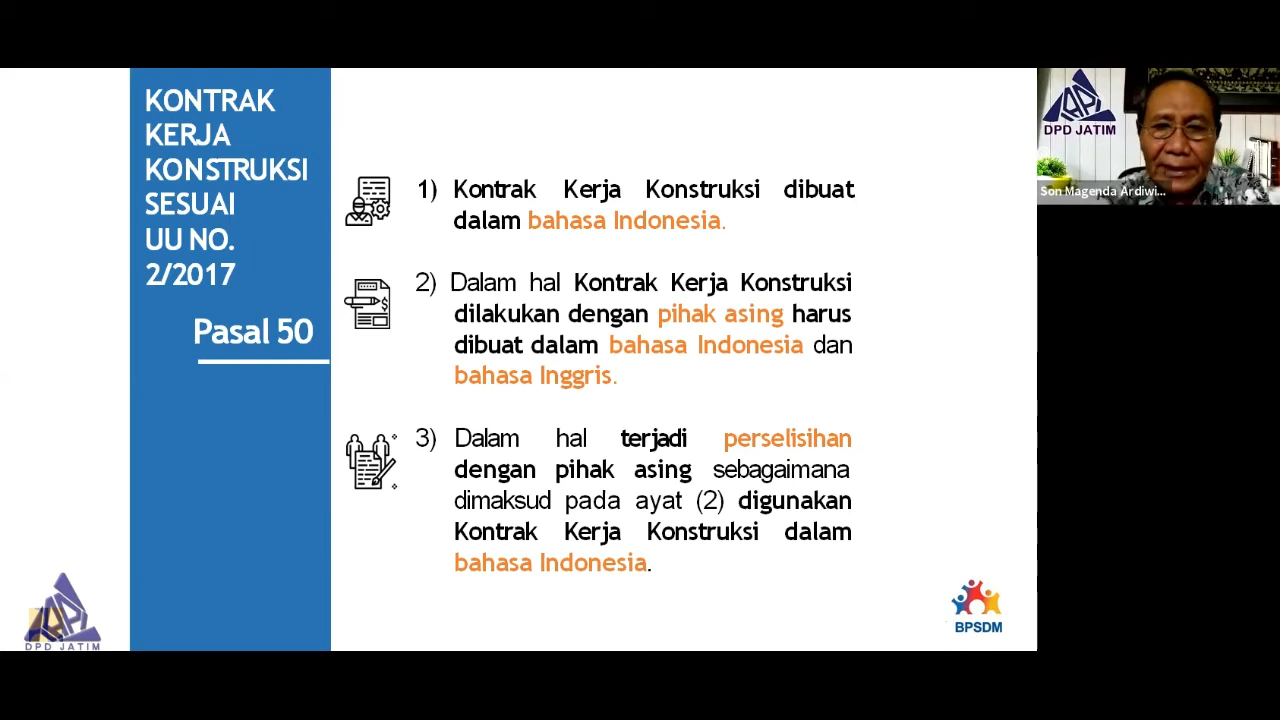 KONTRAK
KERJA
KONSTRUKSI
SESUAI
UU NO.
2/2017
Pasal 50
1) Kontrak Kerja Konstruksi dibuat
dalam bahasa Indonesia.
2) Dalam hal Kontrak Kerja Konstruksi
dilakukan dengan pihak asing harus
dibuat dalam bahasa Indonesia dan
bahasa Inggris.
3) Dalam hal terjadi perselisihan
dengan pihak asing sebagaimana
dimaksud pada ayat (2) digunakan
Kontrak Kerja Konstruksi dalam
bahasa Indonesia.
DPD JATIM
BPSDM
DPD JATIM
Son Magenda Ardiwi...